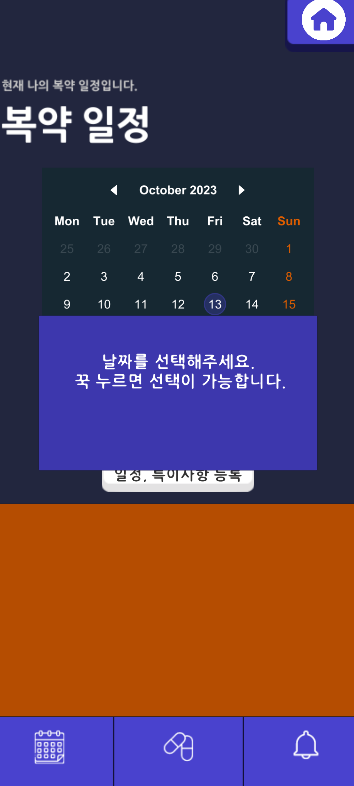 현재 나의 복약 일정입니다.
복약 일정
October 2023
Mon Tue Wed Thu Fri Sat Sun
25 26 27 28 29 30 1
2 3 4 5 6 7 8
9 10 11 12 13 14 15
날짜를 선택해주세요.
꾹 누르면 선택이 가능합니다.
일정, 특이사항 등록